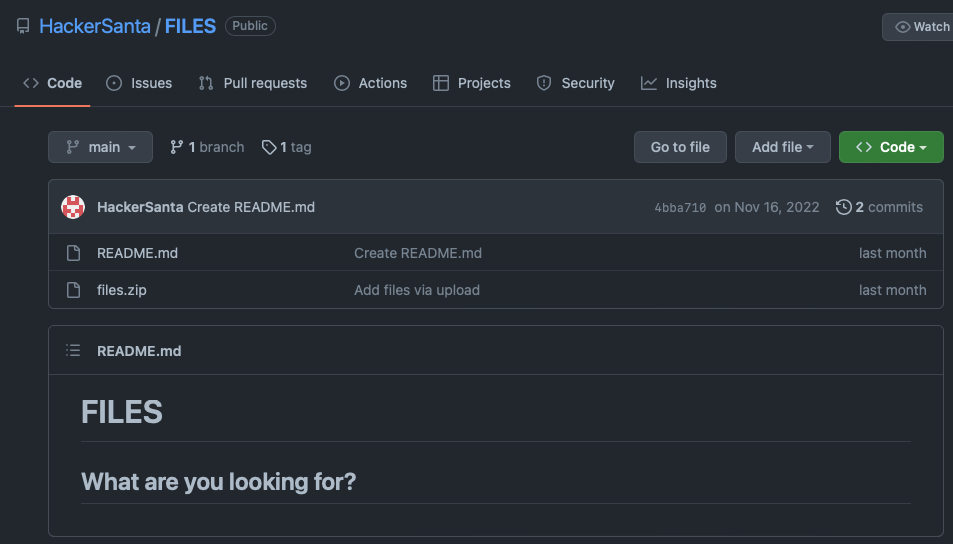 HackerSanta / FILES Public
Watch
Code Issues Pull requests Actions Projects Security Insights
main 1 branch 1 tag Go to file Add file Code
HackerSanta Create README.md 4bba710 on Nov 16, 2022 2 commits
README.md Create README.md last month
files.zip Add files via upload last month
README.md
FILES
What are you looking for?